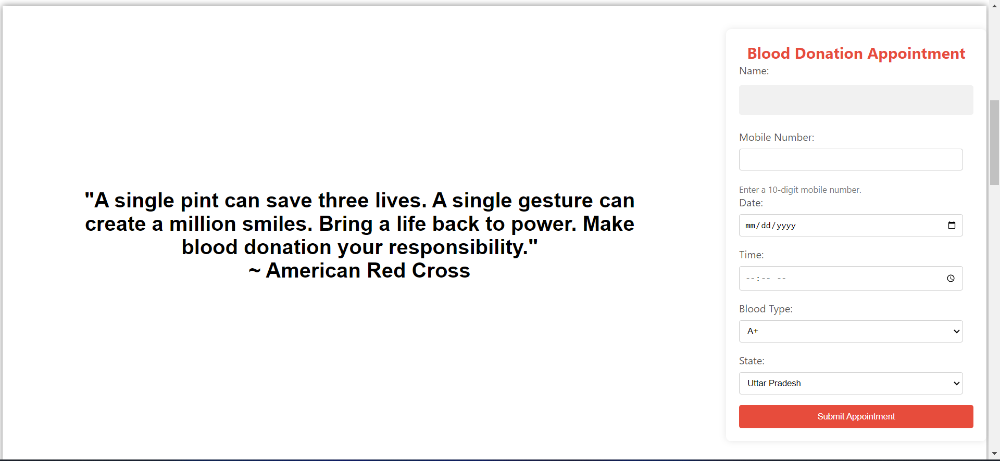 "A single pint can save three lives. A single gesture can
create a million smiles. Bring a life back to power. Make
blood donation your responsibility."
~ American Red Cross
Blood Donation Appointment
Name:
Mobile Number:
Enter a 10-digit mobile number.
Date:
mm/dd/yyyy
Time:
--:-- --
Blood Type:
A+
State:
Uttar Pradesh
Submit Appointment